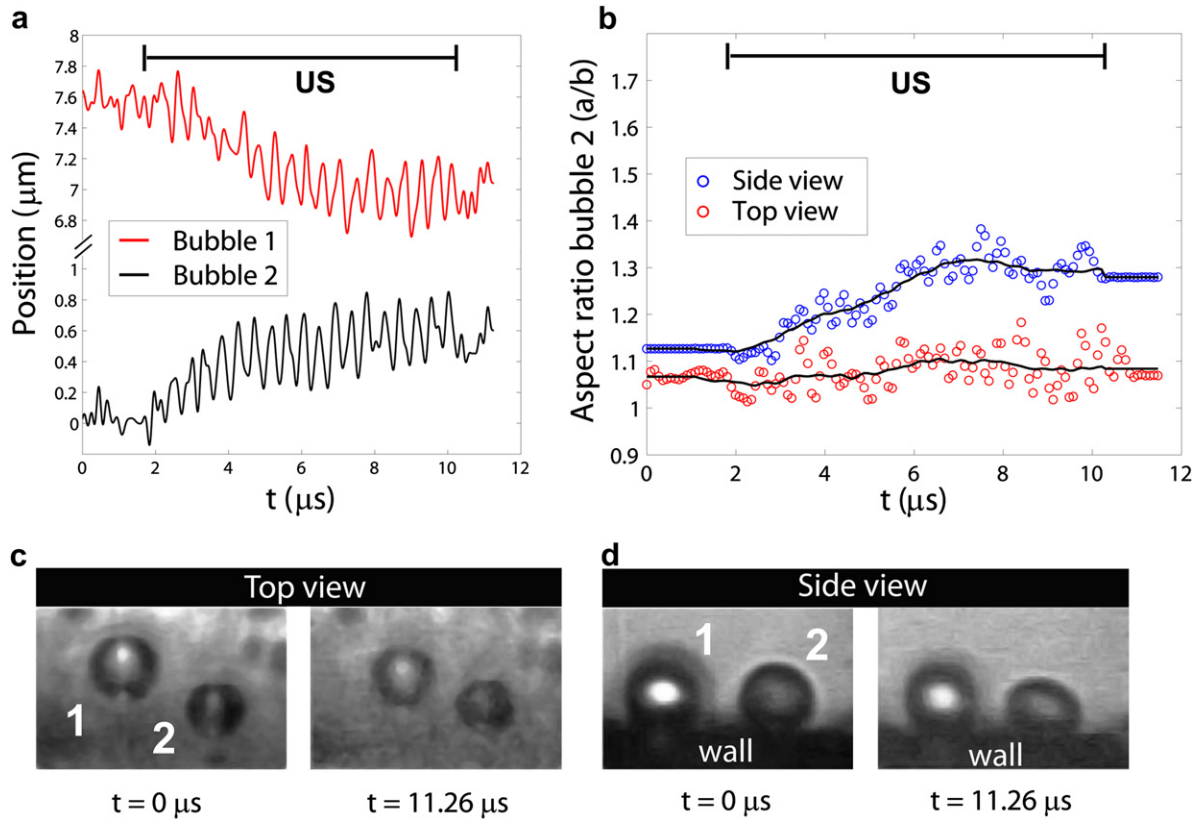 a
8
7.8
7.6
7.4
7.2
7
6.8
1
0.8
0.6
0.4
0.2
0
0 2 4 6 8 10 12
Position (μm)
t (μs)
US
Bubble 1
Bubble 2
b
1.7
1.6
1.5
1.4
1.3
1.2
1.1
1
0.9
0 2 4 6 8 10 12
Aspect ratio bubble 2 (a/b)
t (μs)
US
Side view
Top view
c
Top view
1
2
t = 0 μs
t = 11.26 μs
d
Side view
1
2
wall
wall
t = 0 μs
t = 11.26 μs